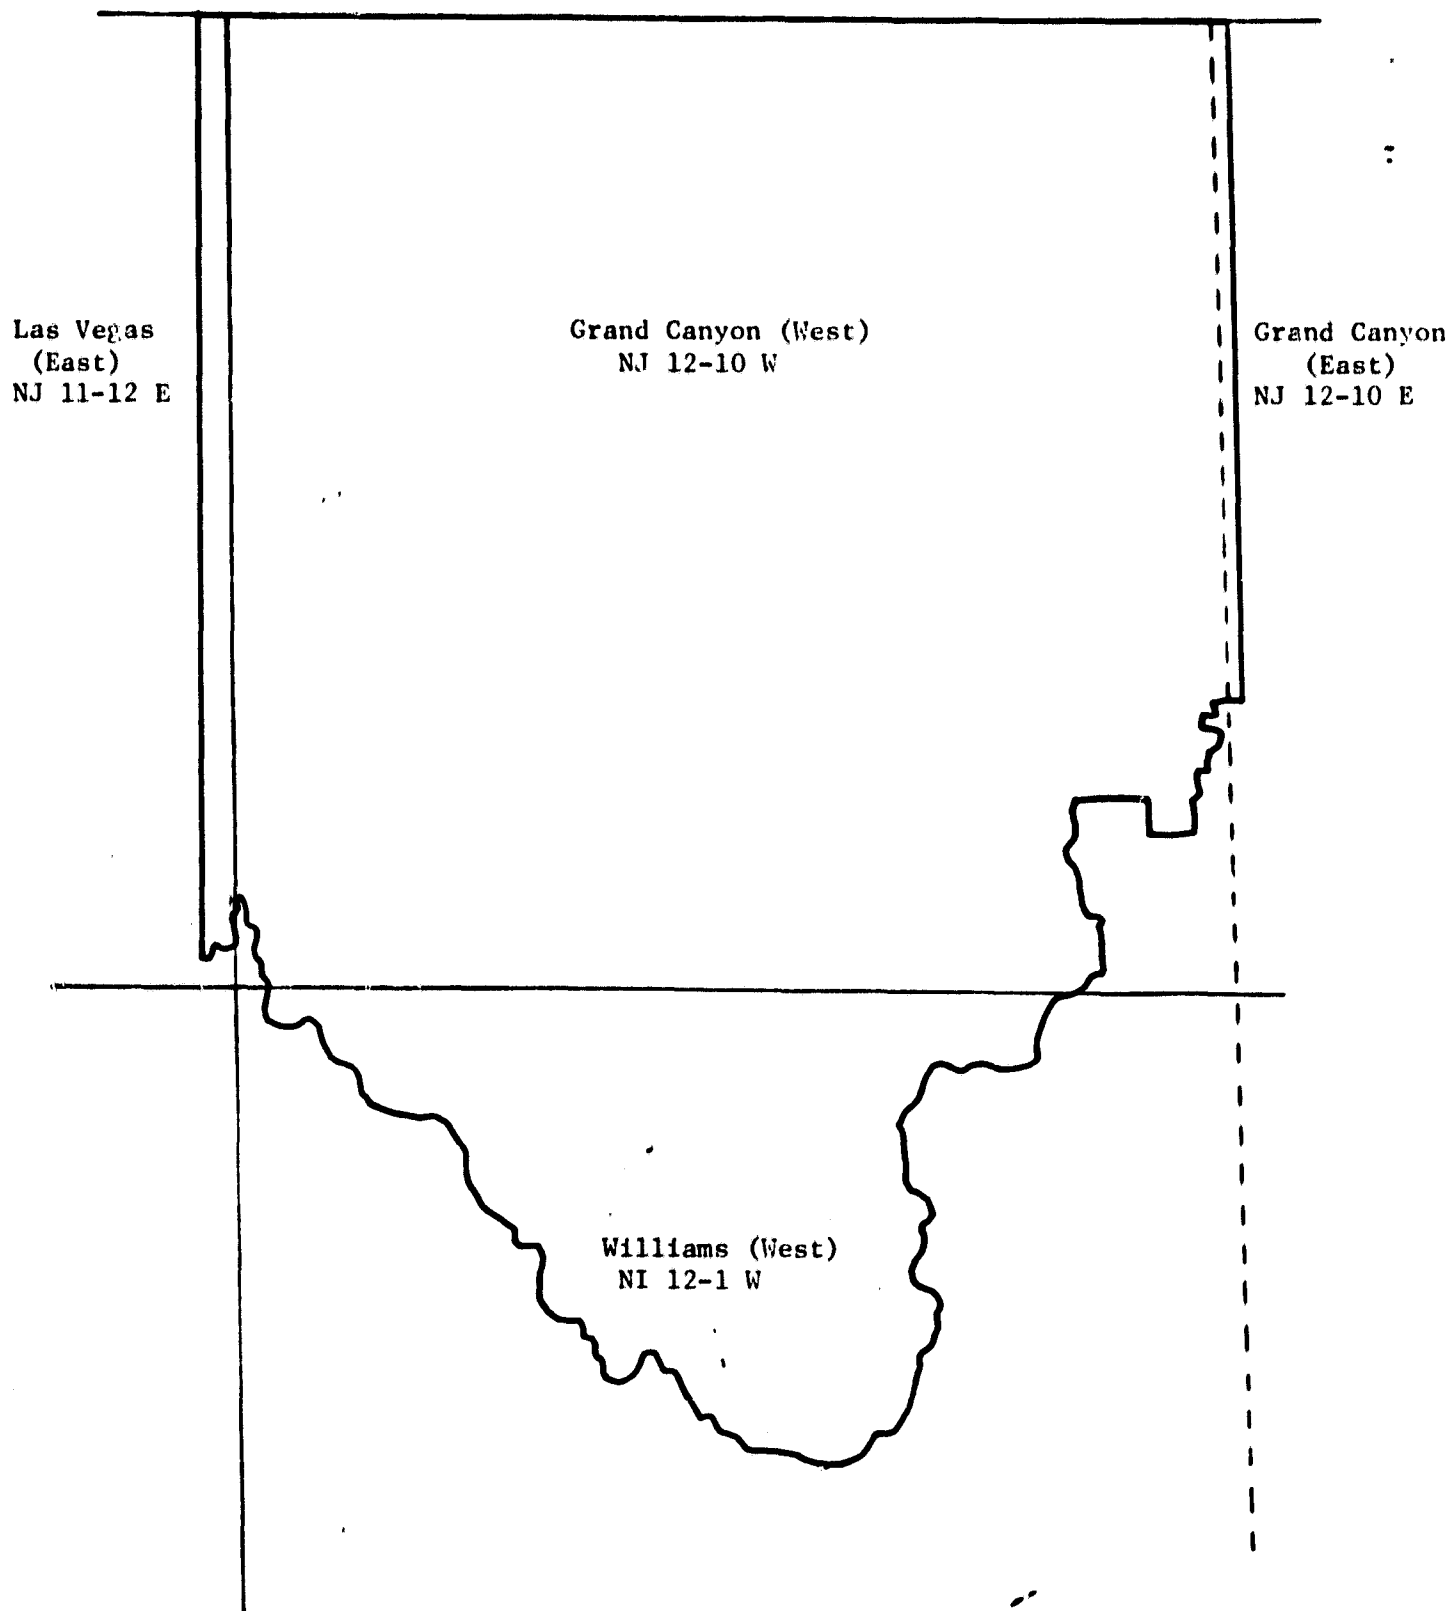 Las Vegas
(East)
NJ 11-12 E
Grand Canyon (West)
NJ 12-10 W
Grand Canyon
(East)
NJ 12-10 E
Williams (West)
NI 12-1 W